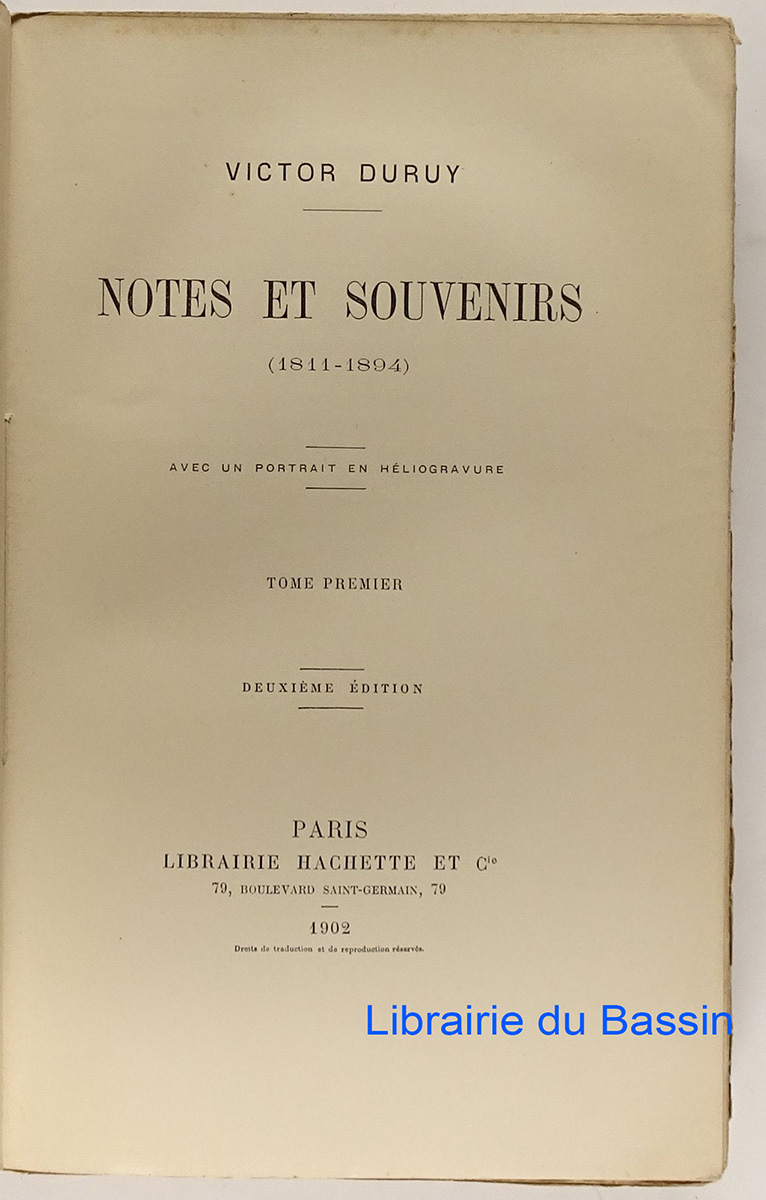 VICTOR DURUY
NOTES ET SOUVENIRS
(1811-1894)
AVEC UN PORTRAIT EN HÉLIOGRAVURE
TOME PREMIER
DEUXIÈME ÉDITION
PARIS
LIBRAIRIE HACHETTE ET Cie
79, BOULEVARD SAINT-GERMAIN, 79
1902
Droits de traduction et de reproduction réservés.
Librairie du Bassin